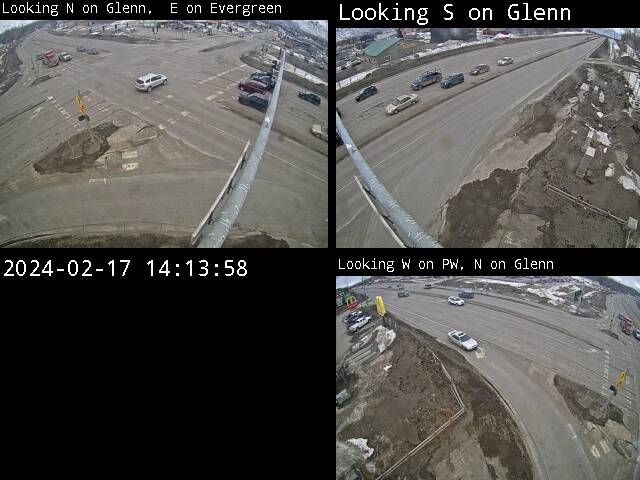 Looking N on Glenn,  E on Evergreen
Looking S on Glenn
2024-02-17 14:13:58
Looking W on PW, N on Glenn